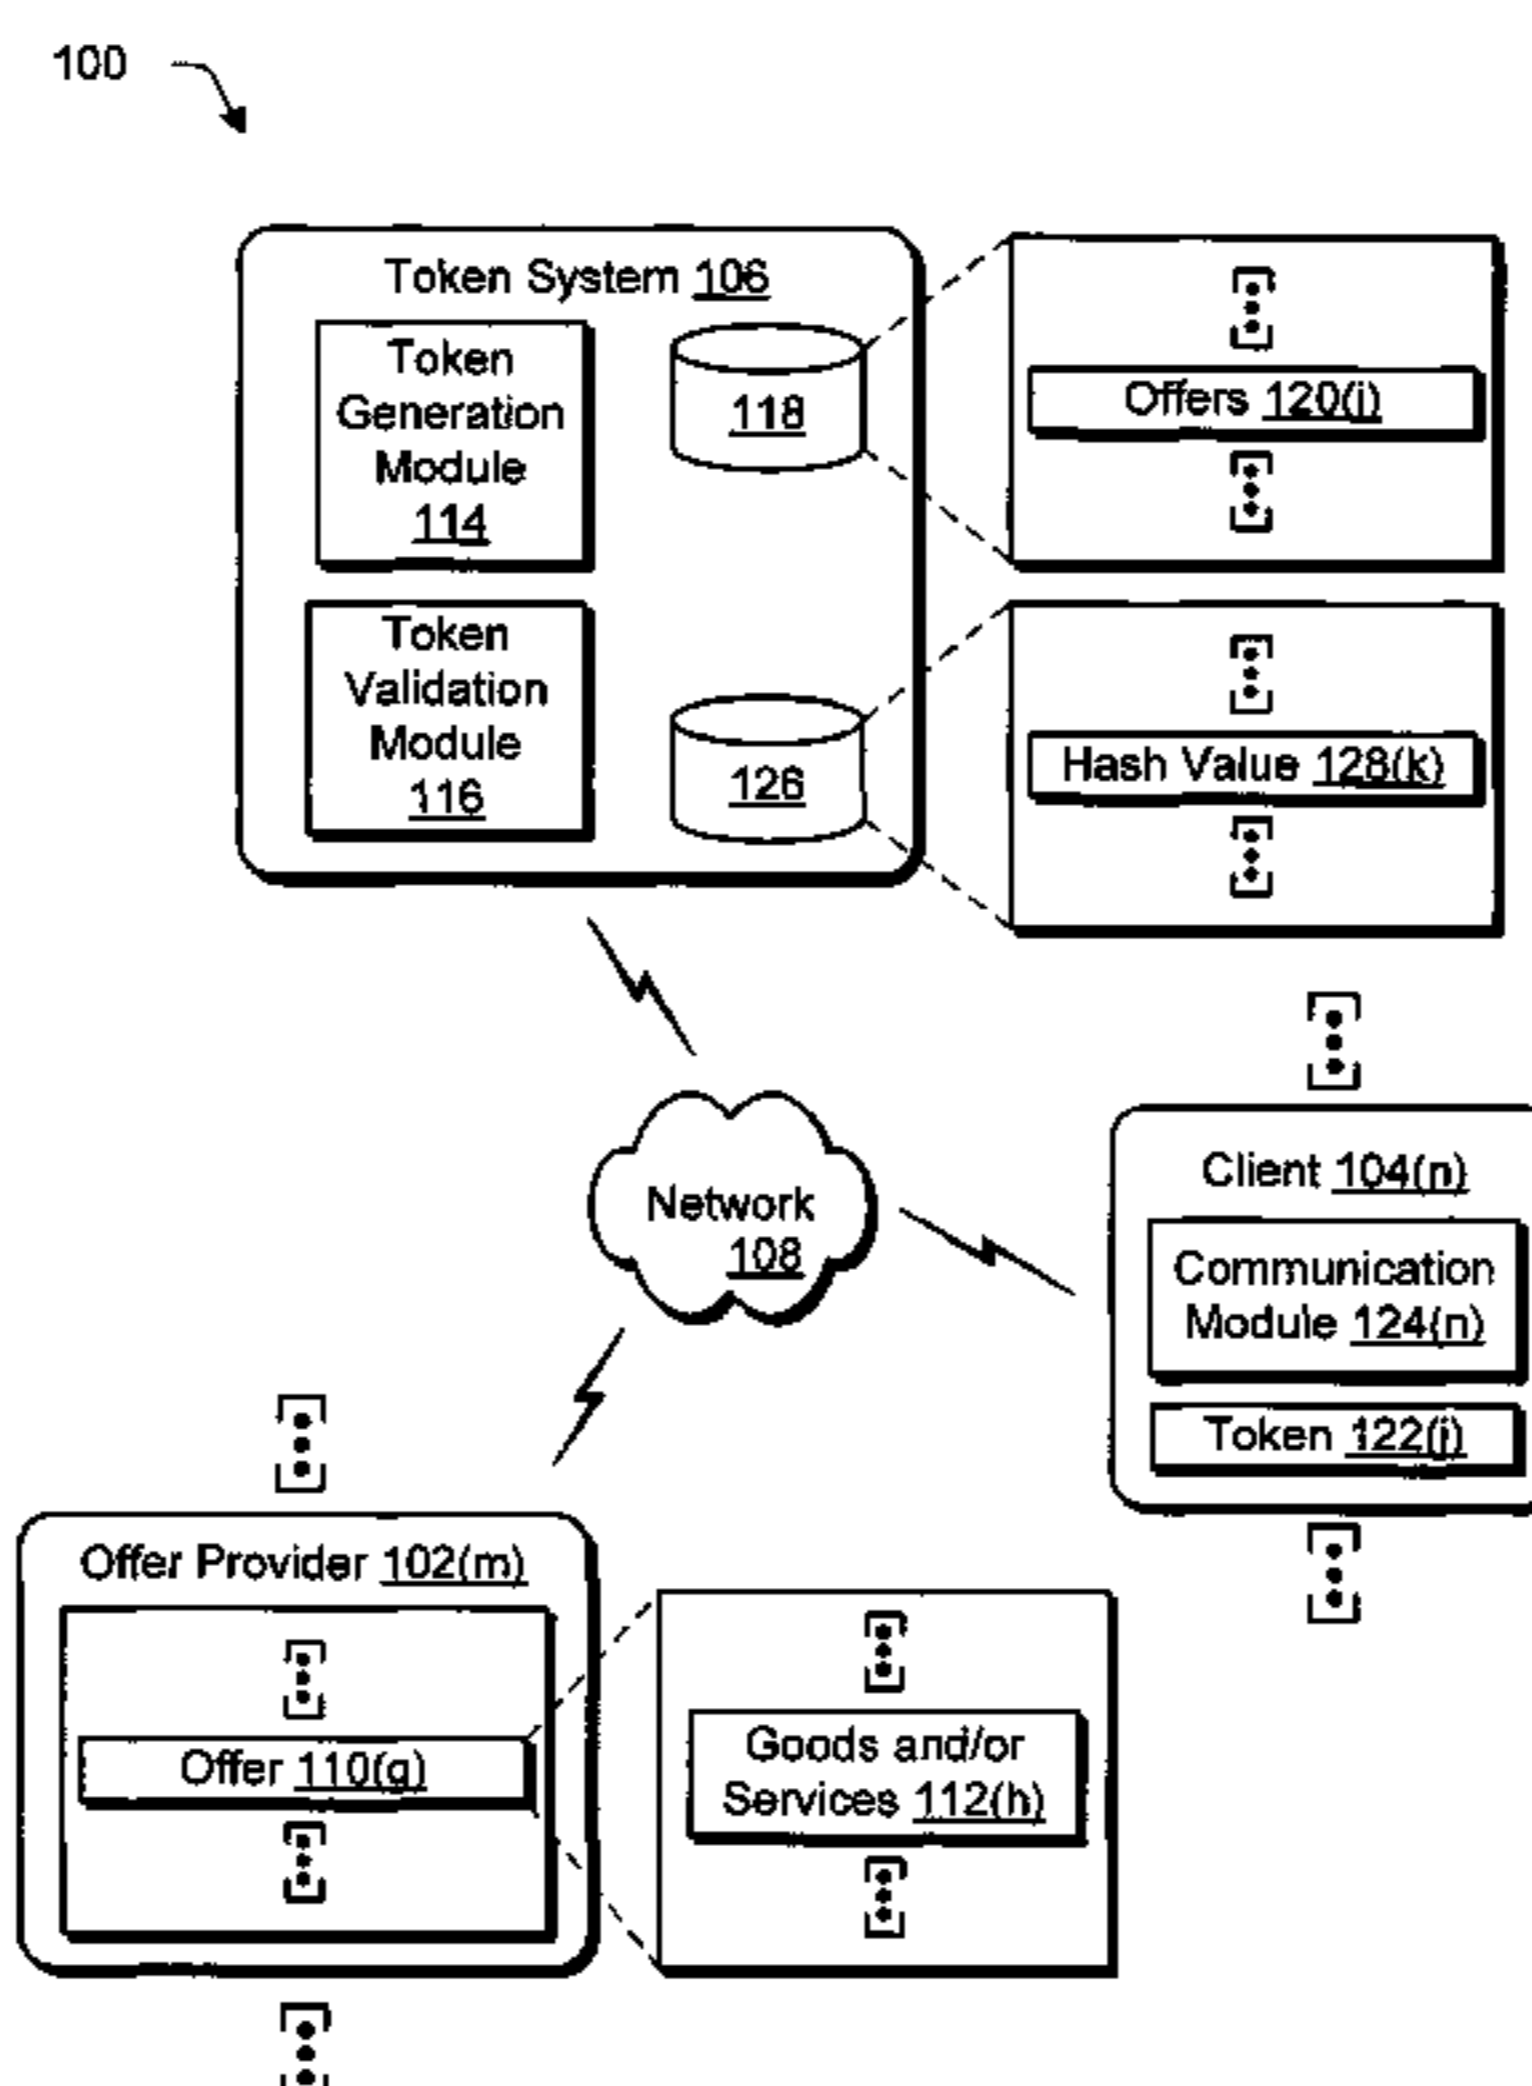 100
Token System 106
Token
Generation
Module
114
118
Offers 120(i)
Token
Validation
Module
116
126
Hash Value 128(k)
Network
108
Client 104(n)
Communication
Module 124(n)
Token 122(j)
Offer Provider 102(m)
Offer 110(g)
Goods and/or
Services 112(h)